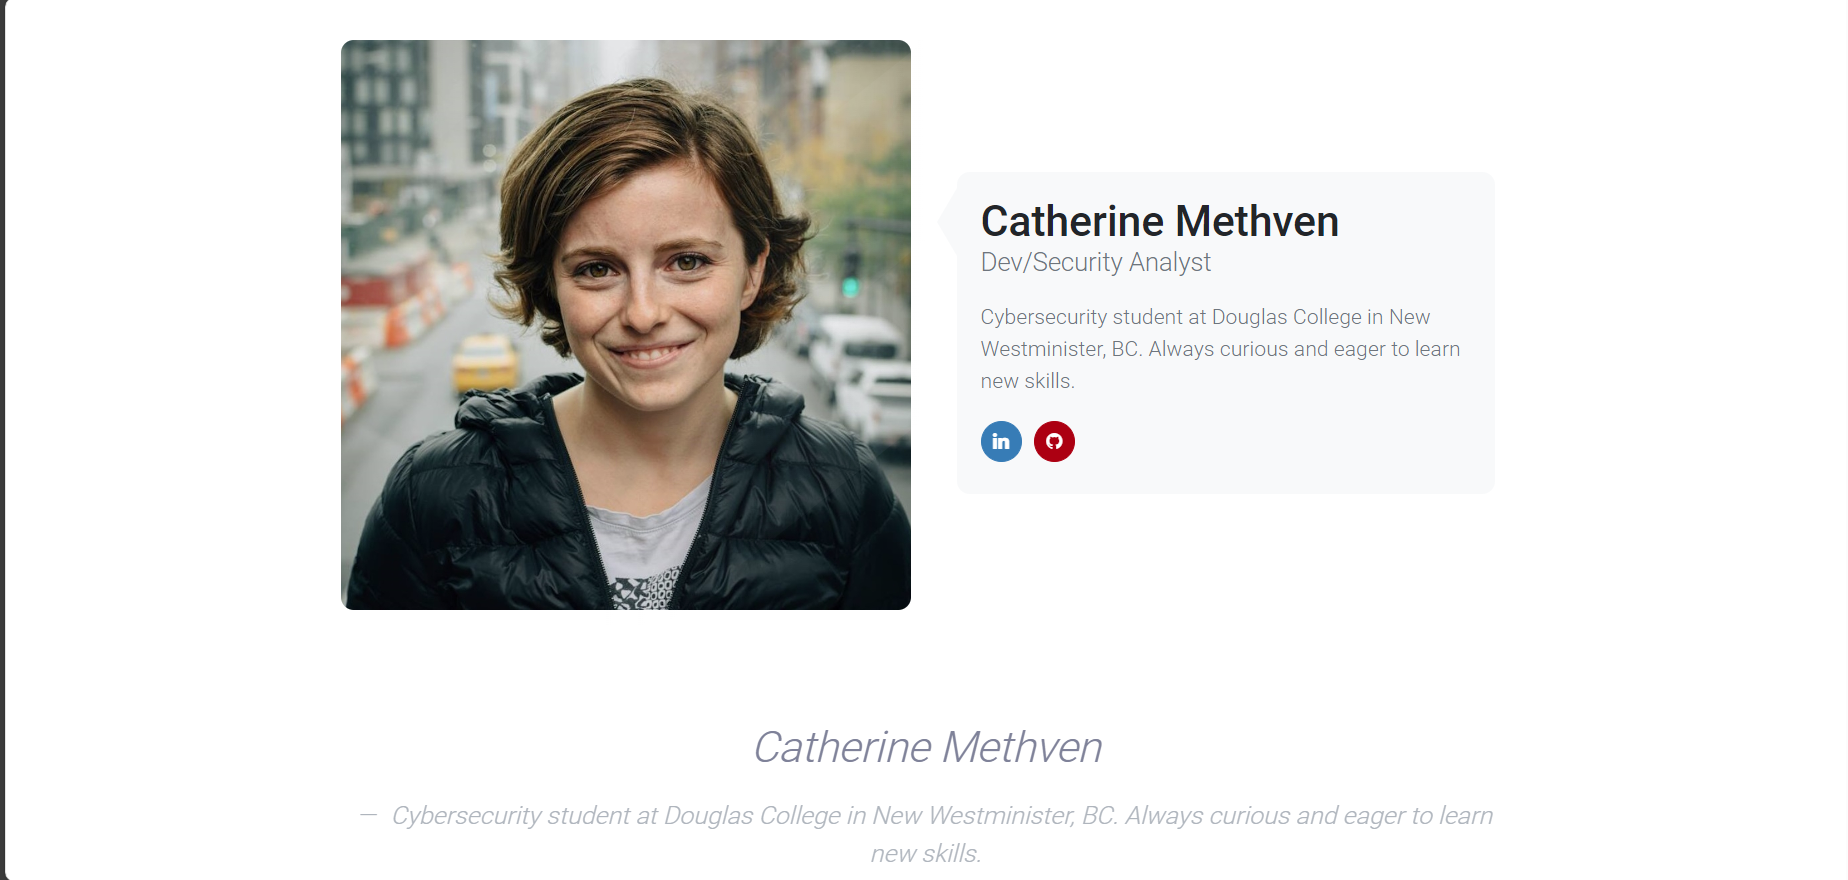 Catherine Methven
Dev/Security Analyst
Cybersecurity student at Douglas College in New
Westminister, BC. Always curious and eager to learn
new skills.
in
Catherine Methven
— Cybersecurity student at Douglas College in New Westminister, BC. Always curious and eager to learn
new skills.